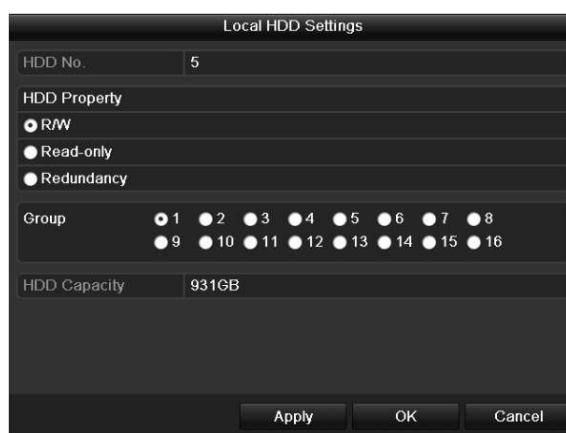 Local HDD Settings
HDD No. 5
HDD Property
R/W
Read-only
Redundancy
Group 1 2 3 4 5 6 7 8
9 10 11 12 13 14 15 16
HDD Capacity 931GB
Apply OK Cancel